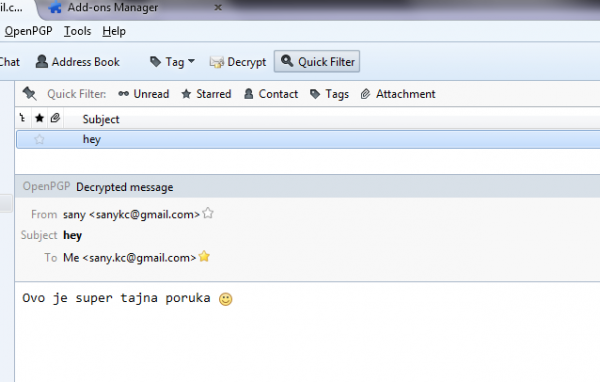 il.c... Add-ons Manager
OpenPGP Tools Help
Chat Address Book Tag Decrypt Quick Filter
Quick Filter: Unread Starred Contact Tags Attachment
Subject
hey
OpenPGP Decrypted message
From sany <sanykc@gmail.com>
Subject hey
To Me <sany.kc@gmail.com>
Ovo je super tajna poruka